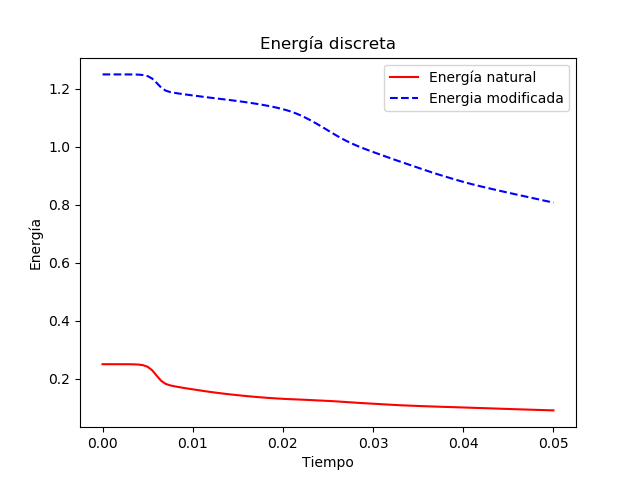 Energía discreta
Energía natural
Energia modificada
Energía
1.2
1.0
0.8
0.6
0.4
0.2
0.00
0.01
0.02
0.03
0.04
0.05
Tiempo